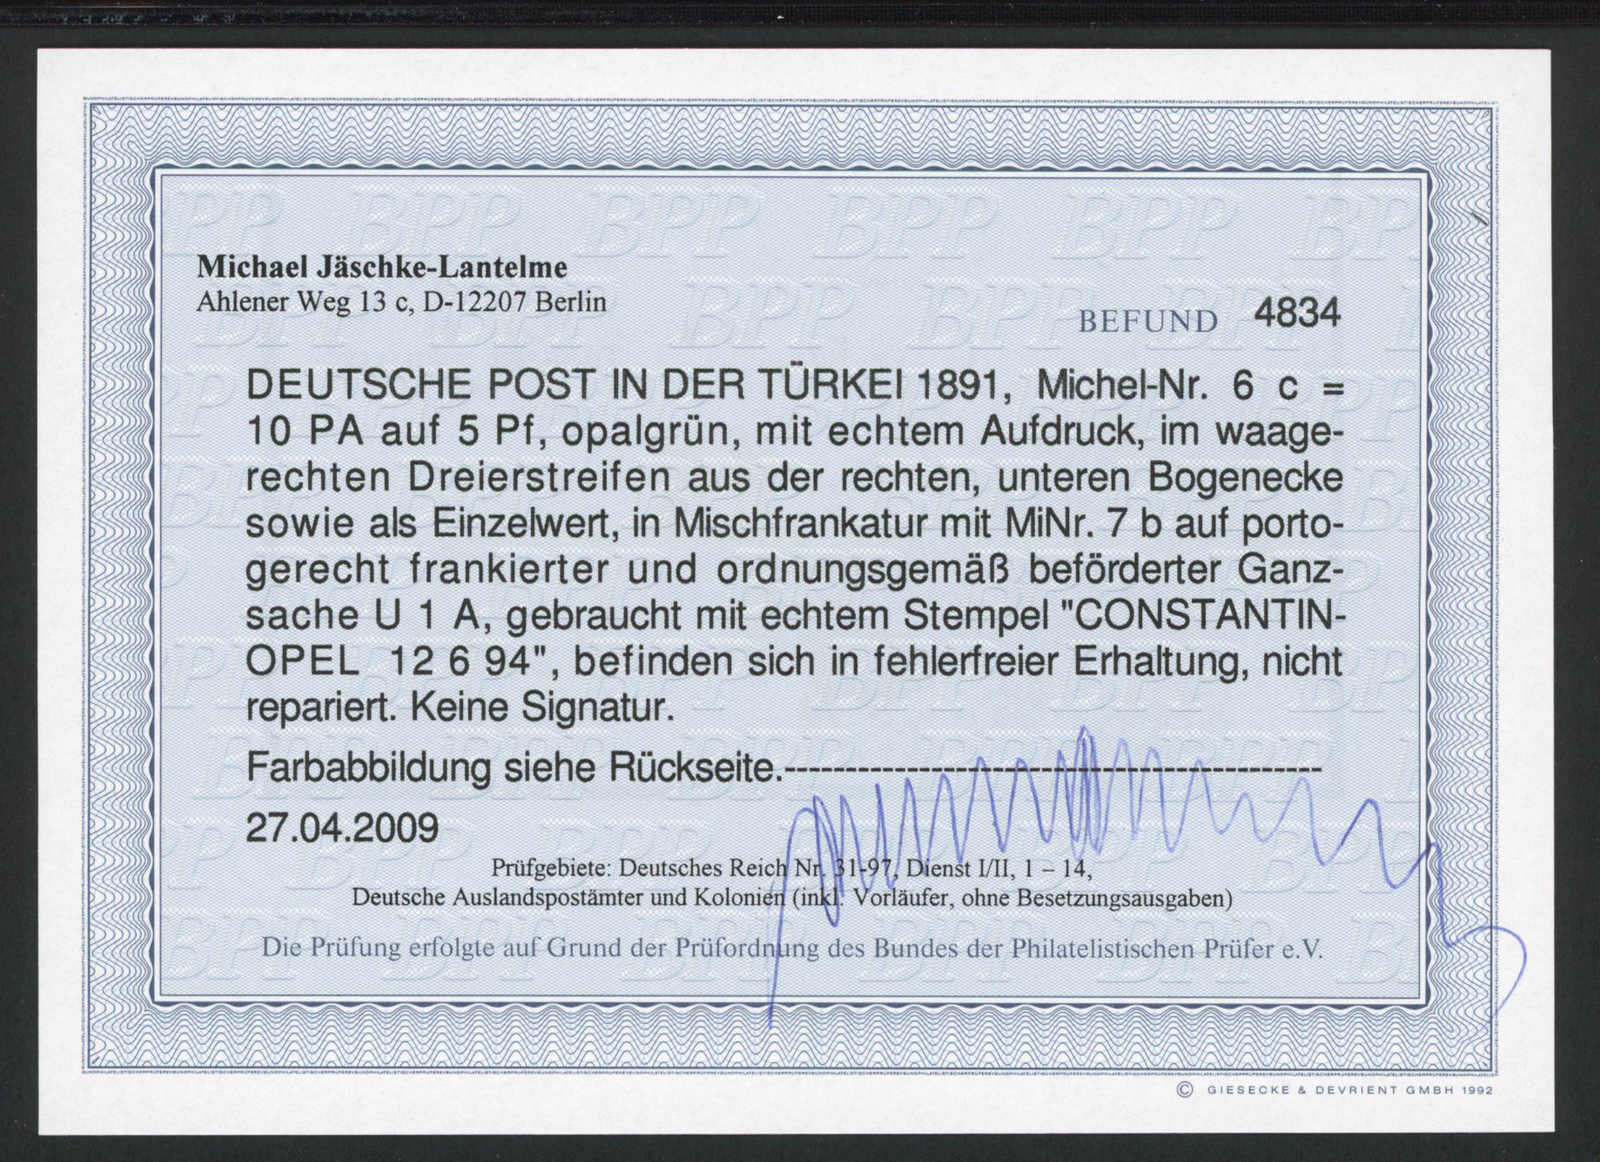 Michael Jäschke-Lantelme
Ahlener Weg 13 c, D-12207 Berlin
BEFUND 4834
DEUTSCHE POST IN DER TÜRKEI 1891, Michel-Nr. 6 c =
10 PA auf 5 Pf, opalgrün, mit echtem Aufdruck, im waage-
rechten Dreierstreifen aus der rechten, unteren Bogenecke
sowie als Einzelwert, in Mischfrankatur mit MiNr. 7 b auf porto-
gerecht frankierter und ordnungsgemäß beförderter Ganz-
sache U 1 A, gebraucht mit echtem Stempel "CONSTANTIN-
OPEL 12 6 94", befinden sich in fehlerfreier Erhaltung, nicht
repariert. Keine Signatur.
Farbabbildung siehe Rückseite.-------------------------------------------
27.04.2009
Prüfgebiete: Deutsches Reich Nr. 31-97, Dienst I/II, 1 – 14,
Deutsche Auslandspostämter und Kolonien (inkl. Vorläufer, ohne Besetzungsausgaben)
Die Prüfung erfolgte auf Grund der Prüfordnung des Bundes der Philatelistischen Prüfer e.V.
© GIESECKE & DEVRIENT GMBH 1992